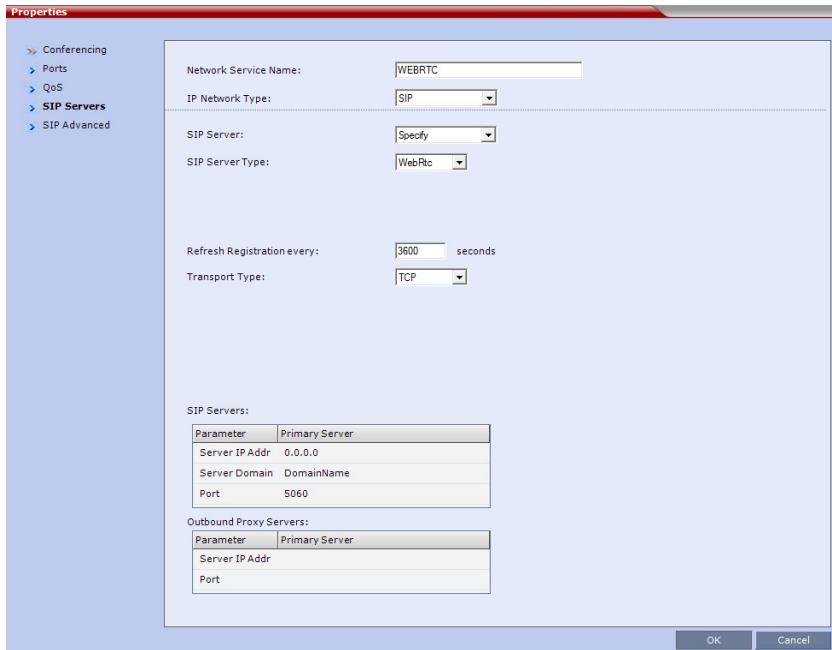 Properties
Conferencing
Ports
QoS
SIP Servers
SIP Advanced
Network Service Name: WEBRTC
IP Network Type: SIP
SIP Server: Specify
SIP Server Type: WebRtc
Refresh Registration every: 3600 seconds
Transport Type: TCP
SIP Servers:
Parameter Primary Server
Server IP Addr 0.0.0.0
Server Domain DomainName
Port 5060
Outbound Proxy Servers:
Parameter Primary Server
Server IP Addr
Port
OK Cancel